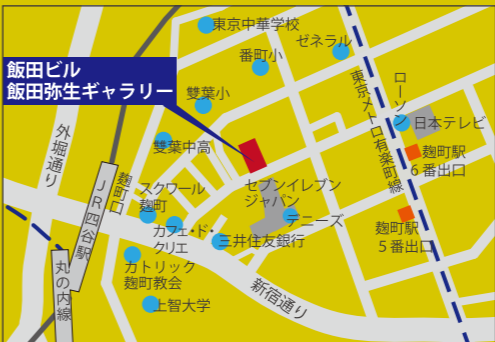 東京中華学校
ゼネラル
番町小
飯田ビル
飯田弥生ギャラリー
雙葉小
東京メトロ有楽町線
ローソン
日本テレビ
外堀通り
雙葉中高
麹町駅
6番出口
麹町口
JR四谷駅
スクワール
麹町
セブンイレブン
ジャパン
デニーズ
カフェ・ド・
クリエ
三井住友銀行
麹町駅
5番出口
丸の内線
カトリック
麹町教会
新宿通り
上智大学